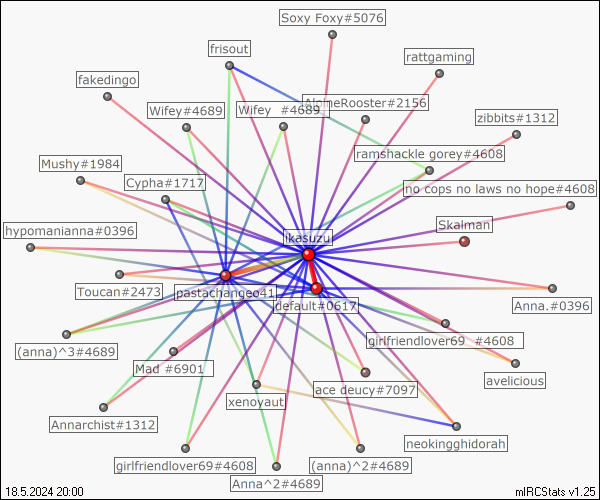 Soxy Foxy#5076
frisout
rattgaming
fakedingo
Wifey#4689
Wifey  #4689
AlomeRooster#2156
zibbits#1312
ramshackle gorey#4608
Mushy#1984
Cypha#1717
no cops no laws no hope#4608
Skalman
hypomanianna#0396
ikasuzu
Toucan#2473
pastachangeo41
default#0617
Anna.#0396
(anna)^3#4689
girlfriendlover69  #4608
Mad #6901
avelicious
ace deucy#7097
xenovaut
Annarchist#1312
neokingghidorah
girlfriendlover69#4608
(anna)^2#4689
Anna^2#4689
18.5.2024 20:00
mIRCStats v1.25